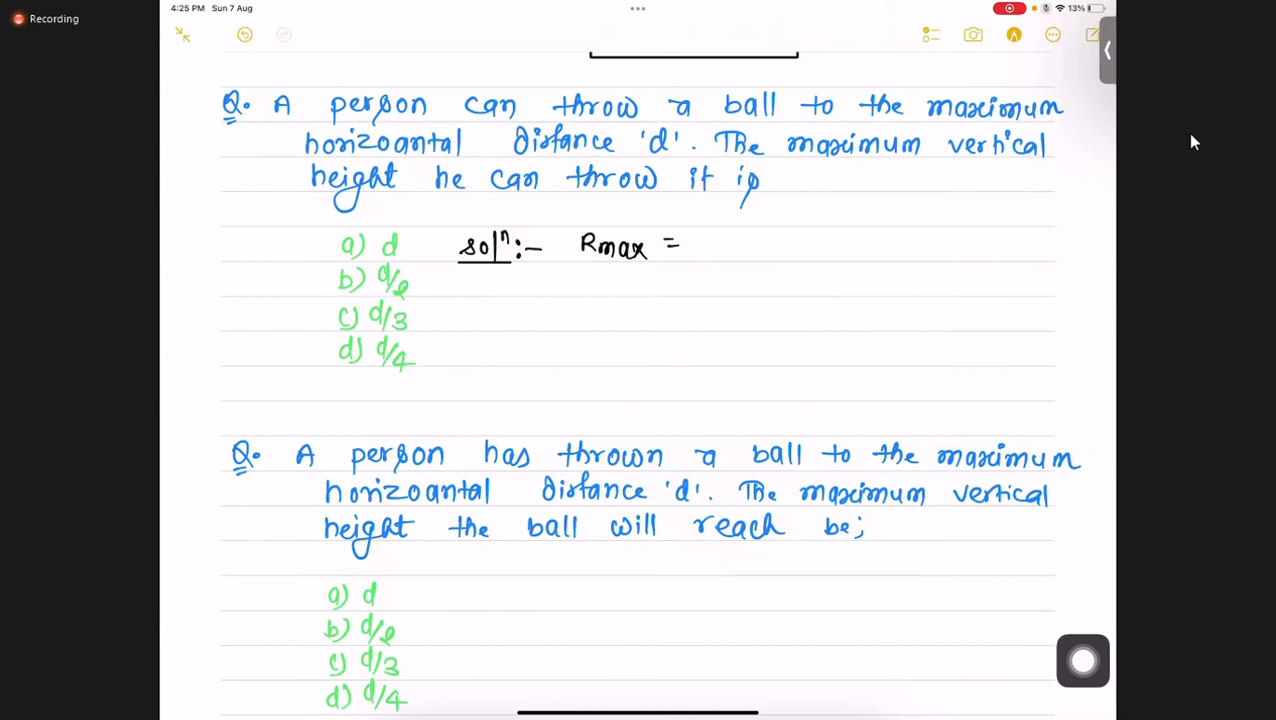 Recording
4:25 PM Sun 7 Aug
13%
Q. A person can throw a ball to the maximum
horizoantal distance 'd'. The maximum vertical
height he can throw it is
a) d
Solⁿ:- Rmax =
b) d/2
c) d/3
d) d/4
Q. A person has thrown a ball to the maximum
horizoantal distance 'd'. The maximum vertical
height the ball will reach be;
a) d
b) d/2
c) d/3
d) d/4